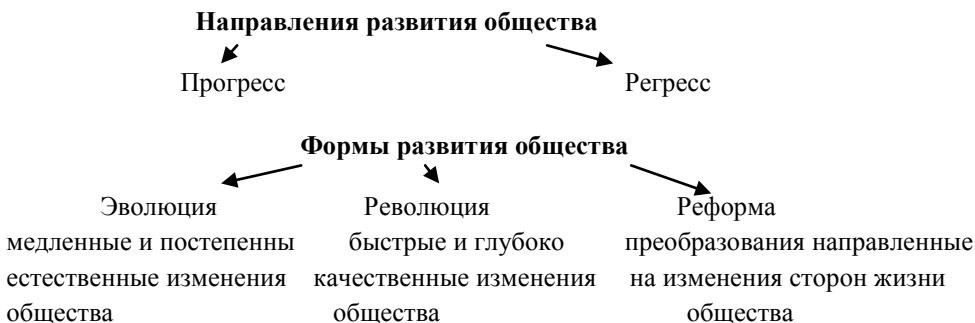 Направления развития общества
Прогресс Регресс
Формы развития общества
Эволюция Революция Реформа
медленные и постепенны быстрые и глубоко преобразования направленные
естественные изменения качественные изменения на изменения сторон жизни
общества общества общества